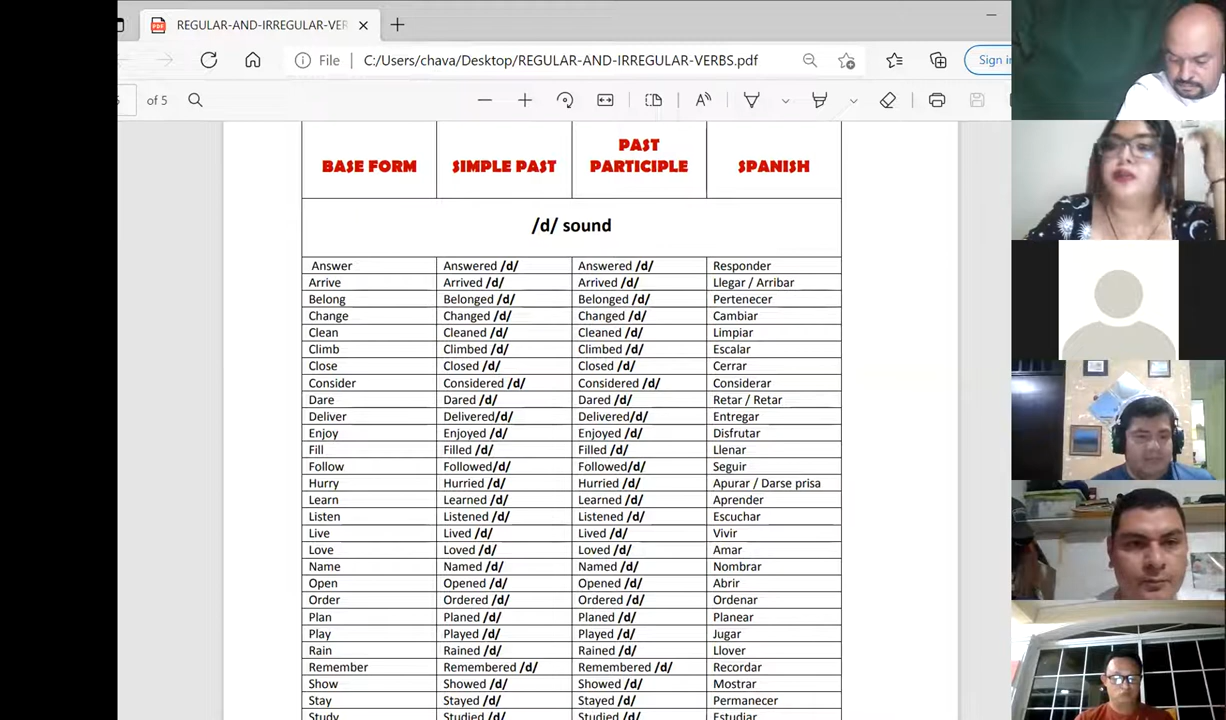 REGULAR-AND-IRREGULAR-VER
File C:/Users/chava/Desktop/REGULAR-AND-IRREGULAR-VERBS.pdf Sign in
of 5
BASE FORM SIMPLE PAST PAST PARTICIPLE SPANISH
/d/ sound
Answer Answered /d/ Answered /d/ Responder
Arrive Arrived /d/ Arrived /d/ Llegar / Arribar
Belong Belonged /d/ Belonged /d/ Pertenecer
Change Changed /d/ Changed /d/ Cambiar
Clean Cleaned /d/ Cleaned /d/ Limpiar
Climb Climbed /d/ Climbed /d/ Escalar
Close Closed /d/ Closed /d/ Cerrar
Consider Considered /d/ Considered /d/ Considerar
Dare Dared /d/ Dared /d/ Retar / Retar
Deliver Delivered/d/ Delivered/d/ Entregar
Enjoy Enjoyed /d/ Enjoyed /d/ Disfrutar
Fill Filled /d/ Filled /d/ Llenar
Follow Followed/d/ Followed/d/ Seguir
Hurry Hurried /d/ Hurried /d/ Apurar / Darse prisa
Learn Learned /d/ Learned /d/ Aprender
Listen Listened /d/ Listened /d/ Escuchar
Live Lived /d/ Lived /d/ Vivir
Love Loved /d/ Loved /d/ Amar
Name Named /d/ Named /d/ Nombrar
Open Opened /d/ Opened /d/ Abrir
Order Ordered /d/ Ordered /d/ Ordenar
Plan Planed /d/ Planed /d/ Planear
Play Played /d/ Played /d/ Jugar
Rain Rained /d/ Rained /d/ Llover
Remember Remembered /d/ Remembered /d/ Recordar
Show Showed /d/ Showed /d/ Mostrar
Stay Stayed /d/ Stayed /d/ Permanecer
Study Studied /d/ Studied /d/ Estudiar